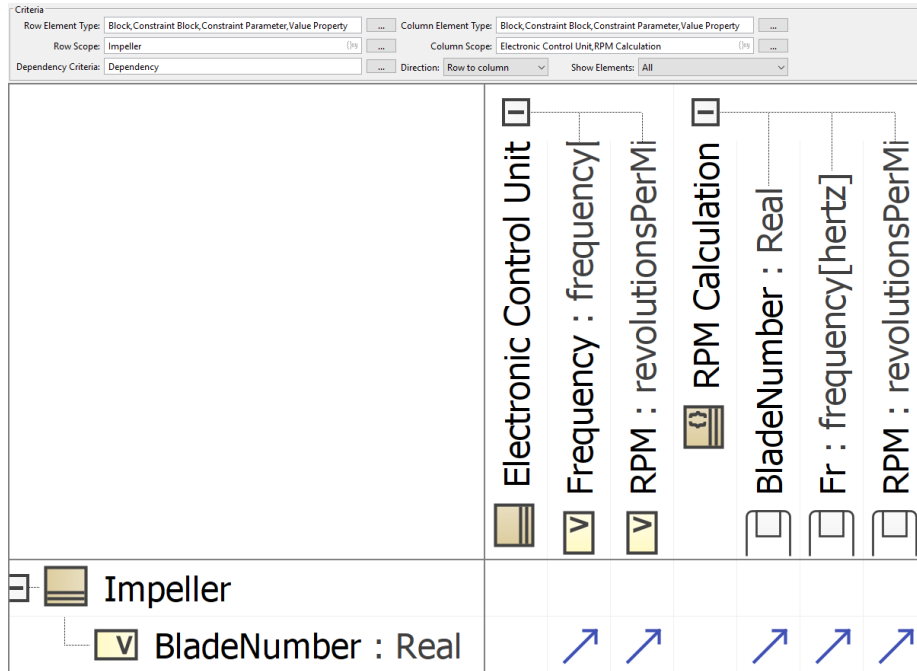 Criteria
Row Element Type: Block,Constraint Block,Constraint Parameter,Value Property ... Column Element Type: Block,Constraint Block,Constraint Parameter,Value Property ...
Row Scope: Impeller ... Column Scope: Electronic Control Unit,RPM Calculation ...
Dependency Criteria: Dependency ... Direction: Row to column Show Elements: All
Electronic Control Unit
Frequency : frequency[
RPM : revolutionsPerMi
RPM Calculation
BladeNumber : Real
Fr : frequency[hertz]
RPM : revolutionsPerMi
Impeller
V BladeNumber : Real